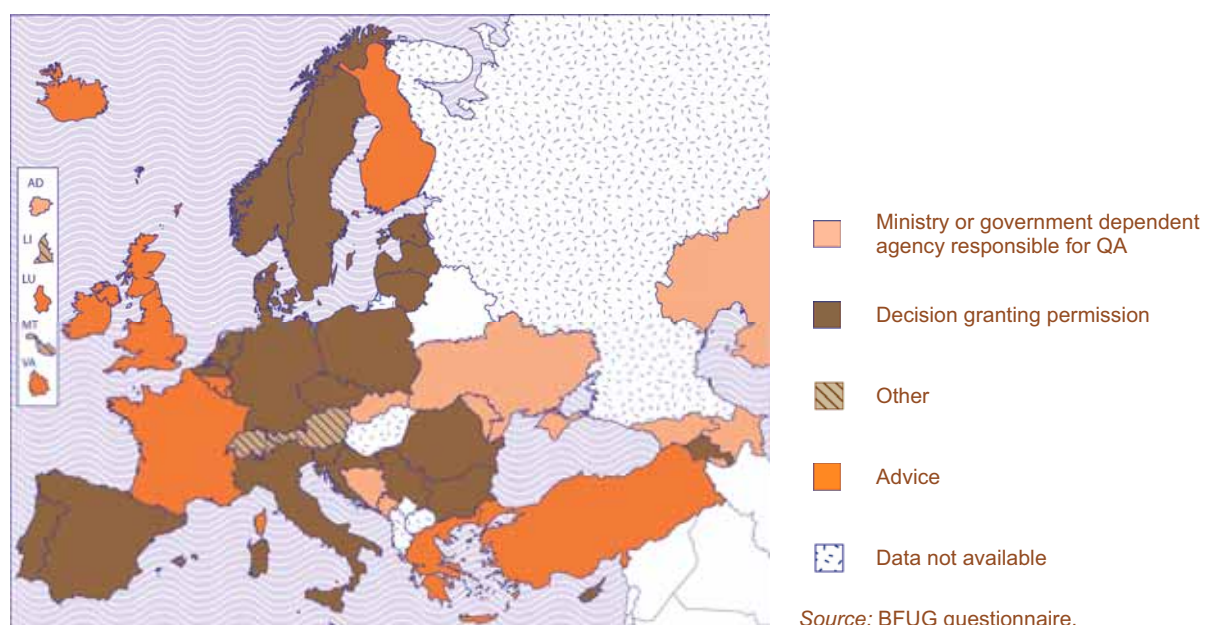 AD
LI
LU
MT
VA
Ministry or government dependent
agency responsible for QA
Decision granting permission
Other
Advice
Data not available
Source: BFUG questionnaire.